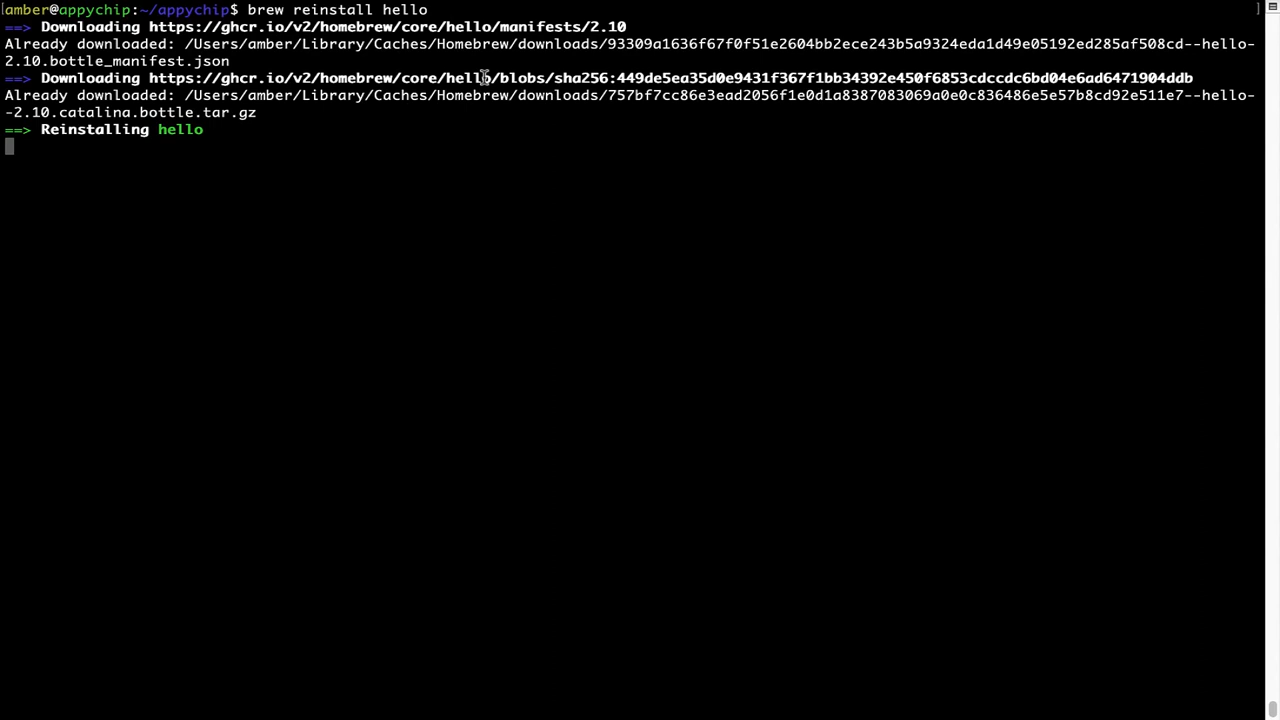 [amber@appychip:~/appychip$ brew reinstall hello ]
==> Downloading https://ghcr.io/v2/homebrew/core/hello/manifests/2.10
Already downloaded: /Users/amber/Library/Caches/Homebrew/downloads/93309a1636f67f0f51e2604bb2ece243b5a9324eda1d49e05192ed285af508cd--hello-
2.10.bottle_manifest.json
==> Downloading https://ghcr.io/v2/homebrew/core/hello/blobs/sha256:449de5ea35d0e9431f367f1bb34392e450f6853cdccdc6bd04e6ad6471904ddb
Already downloaded: /Users/amber/Library/Caches/Homebrew/downloads/757bf7cc86e3ead2056f1e0d1a8387083069a0e0c836486e5e57b8cd92e511e7--hello-
-2.10.catalina.bottle.tar.gz
==> Reinstalling hello